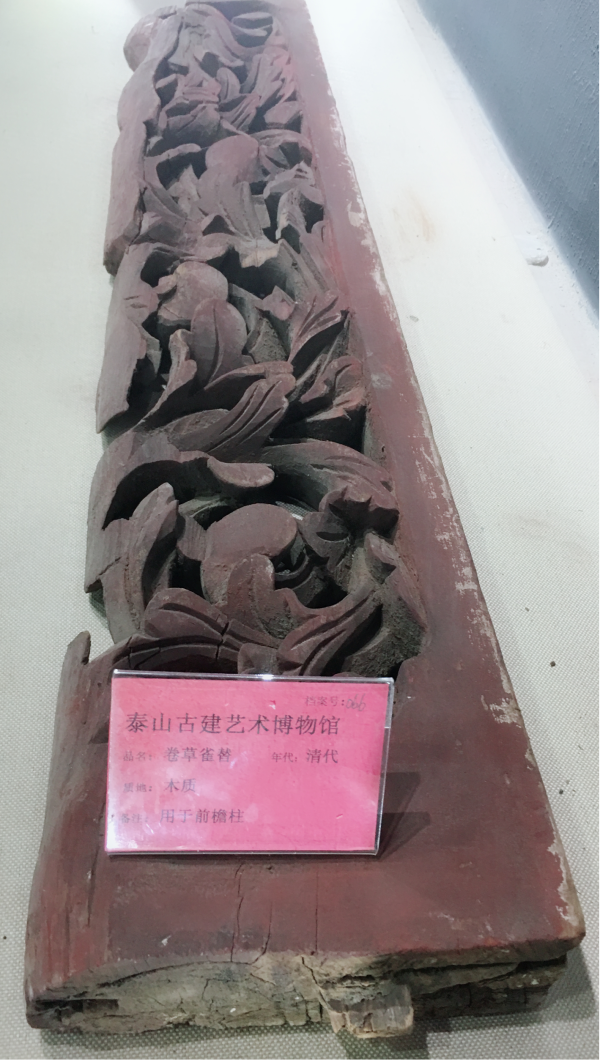 档案号:066
泰山古建艺术博物馆
品名: 卷草雀替 年代: 清代
质地: 木质
备注: 用于前檐柱